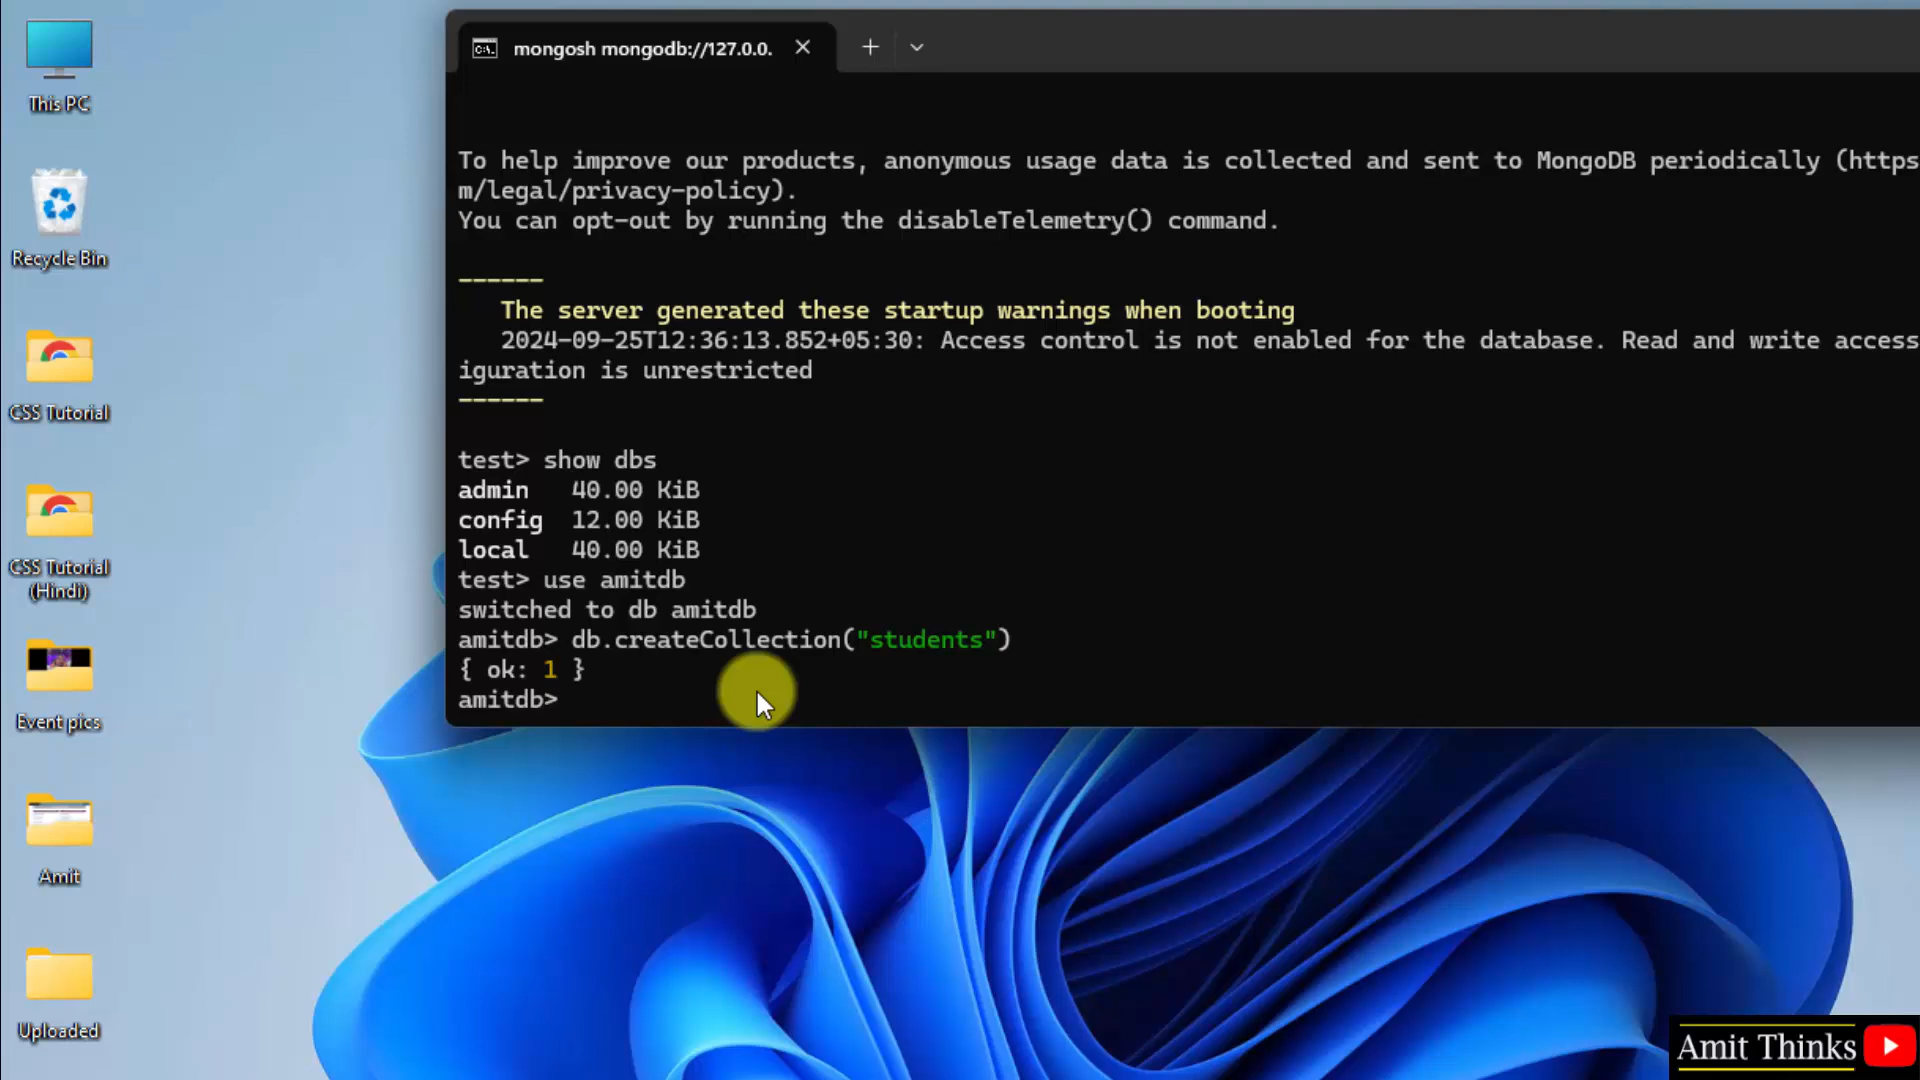 This PC
Recycle Bin
CSS Tutorial
CSS Tutorial
(Hindi)
Event pics
Amit
Uploaded
mongosh mongodb://127.0.0.
To help improve our products, anonymous usage data is collected and sent to MongoDB periodically (https
m/legal/privacy-policy).
You can opt-out by running the disableTelemetry() command.
------
The server generated these startup warnings when booting
2024-09-25T12:36:13.852+05:30: Access control is not enabled for the database. Read and write access
iguration is unrestricted
------
test> show dbs
admin 40.00 KiB
config 12.00 KiB
local 40.00 KiB
test> use amitdb
switched to db amitdb
amitdb> db.createCollection("students")
{ ok: 1 }
amitdb>
Amit Thinks